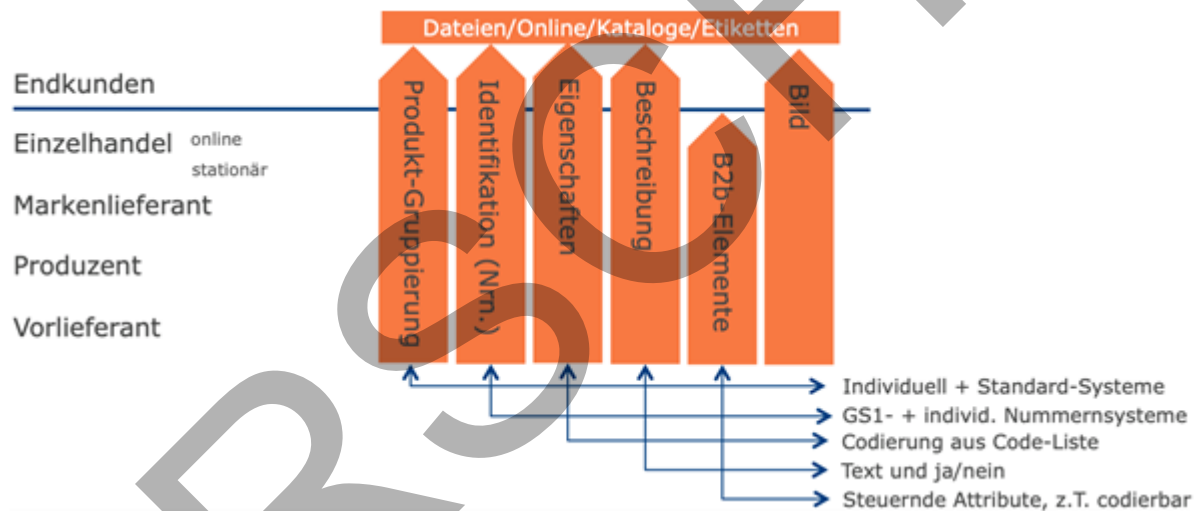 Dateien/Online/Kataloge/Etiketten
Endkunden
Einzelhandel online
stationär
Markenlieferant
Produzent
Vorlieferant
Produkt-Gruppierung
Identifikation (Nrn.)
Eigenschaften
Beschreibung
B2b-Elemente
Bild
Individuell + Standard-Systeme
GS1- + individ. Nummernsysteme
Codierung aus Code-Liste
Text und ja/nein
Steuernde Attribute, z.T. codierbar